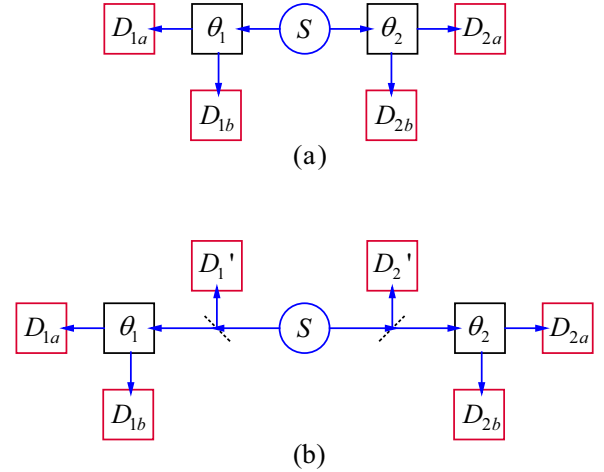 D₁ₐ θ₁ S θ₂ D₂ₐ
D₁b D₂b
(a)
D₁' D₂'
D₁ₐ θ₁ S θ₂ D₂ₐ
D₁b D₂b
(b)